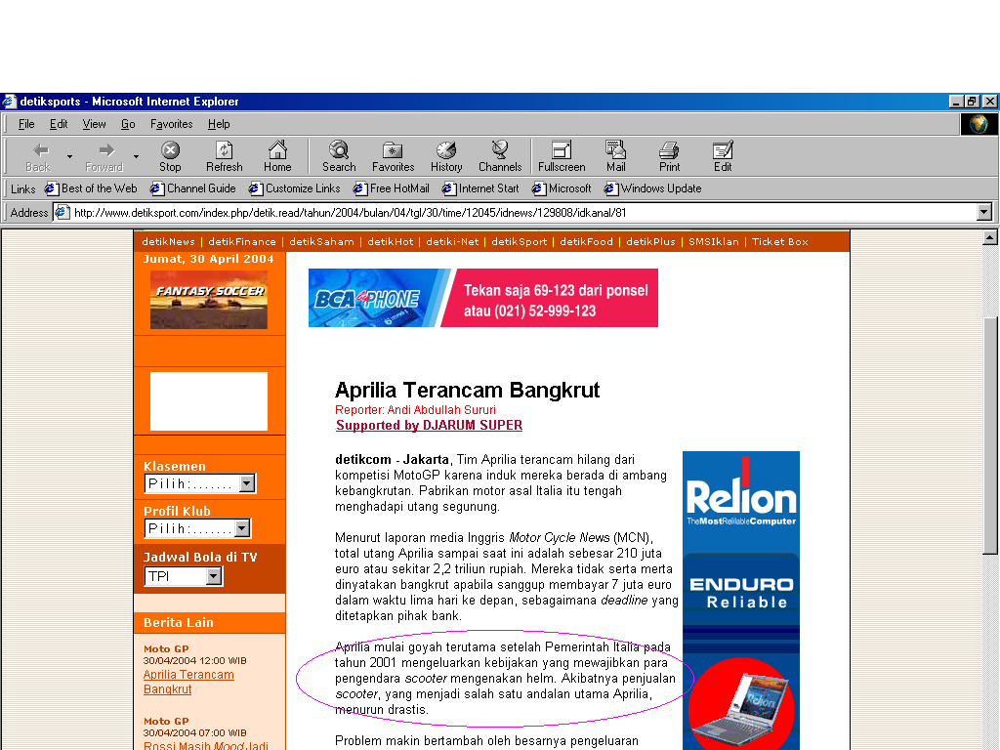 detiksports - Microsoft Internet Explorer
File Edit View Go Favorites Help
Back Forward Stop Refresh Home Search Favorites History Channels Fullscreen Mail Print Edit
Links Best of the Web Channel Guide Customize Links Free HotMail Internet Start Microsoft Windows Update
Address http://www.detiksport.com/index.php/detik.read/tahun/2004/bulan/04/tgl/30/time/12045/idnews/129808/idkanal/81
detikNews | detikFinance | detikSaham | detikHot | detiki-Net | detikSport | detikFood | detikPlus | SMSIklan | Ticket Box
Jumat, 30 April 2004
FANTASY SOCCER
Klasemen
Pilih:.......
Profil Klub
Pilih:.......
Jadwal Bola di TV
TPI
Berita Lain
Moto GP
30/04/2004 12:00 WIB
Aprilia Terancam
Bangkrut
Moto GP
30/04/2004 07:00 WIB
Rossi Masih Mood Jadi
BCA 4 PHONE
Tekan saja 69-123 dari ponsel
atau (021) 52-999-123
Aprilia Terancam Bangkrut
Reporter: Andi Abdullah Sururi
Supported by DJARUM SUPER
detikcom - Jakarta, Tim Aprilia terancam hilang dari
kompetisi MotoGP karena induk mereka berada di ambang
kebangkrutan. Pabrikan motor asal Italia itu tengah
menghadapi utang segunung.
Menurut laporan media Inggris Motor Cycle News (MCN),
total utang Aprilia sampai saat ini adalah sebesar 210 juta
euro atau sekitar 2,2 triliun rupiah. Mereka tidak serta merta
dinyatakan bangkrut apabila sanggup membayar 7 juta euro
dalam waktu lima hari ke depan, sebagaimana deadline yang
ditetapkan pihak bank.
Aprilia mulai goyah terutama setelah Pemerintah Italia pada
tahun 2001 mengeluarkan kebijakan yang mewajibkan para
pengendara scooter mengenakan helm. Akibatnya penjualan
scooter, yang menjadi salah satu andalan utama Aprilia,
menurun drastis.
Problem makin bertambah oleh besarnya pengeluaran
Relion
The Most Reliable Computer
ENDURO
Reliable
Relion